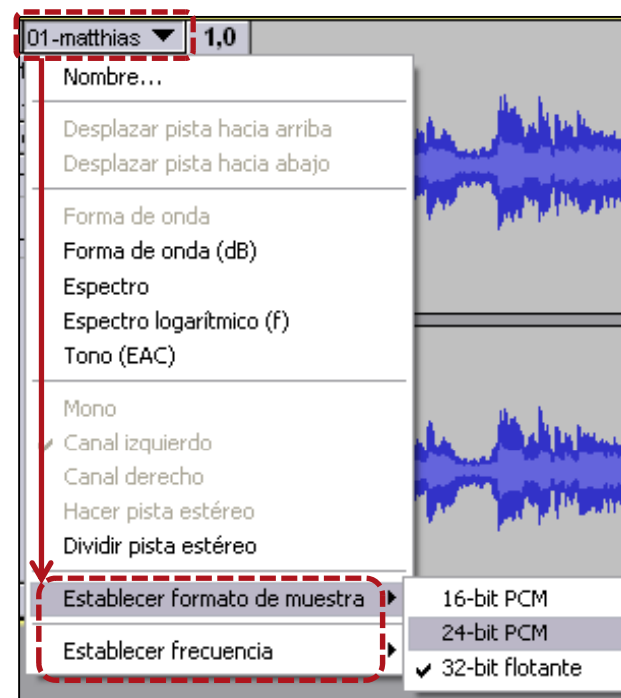 01-matthias 1,0
Nombre...
Desplazar pista hacia arriba
Desplazar pista hacia abajo
Forma de onda
Forma de onda (dB)
Espectro
Espectro logarítmico (f)
Tono (EAC)
Mono
Canal izquierdo
Canal derecho
Hacer pista estéreo
Dividir pista estéreo
Establecer formato de muestra
Establecer frecuencia
16-bit PCM
24-bit PCM
32-bit flotante